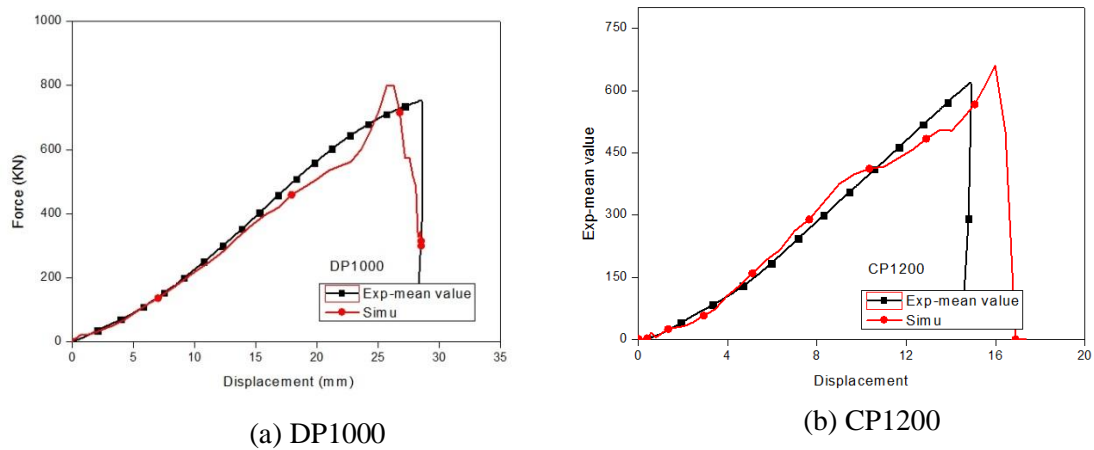 1000
800
600
400
200
0
Force (KN)
0 5 10 15 20 25 30 35
Displacement (mm)
DP1000
Exp-mean value
Simu
(a) DP1000
750
600
450
300
150
0
Exp-mean value
0 4 8 12 16 20
Displacement
CP1200
Exp-mean value
Simu
(b) CP1200